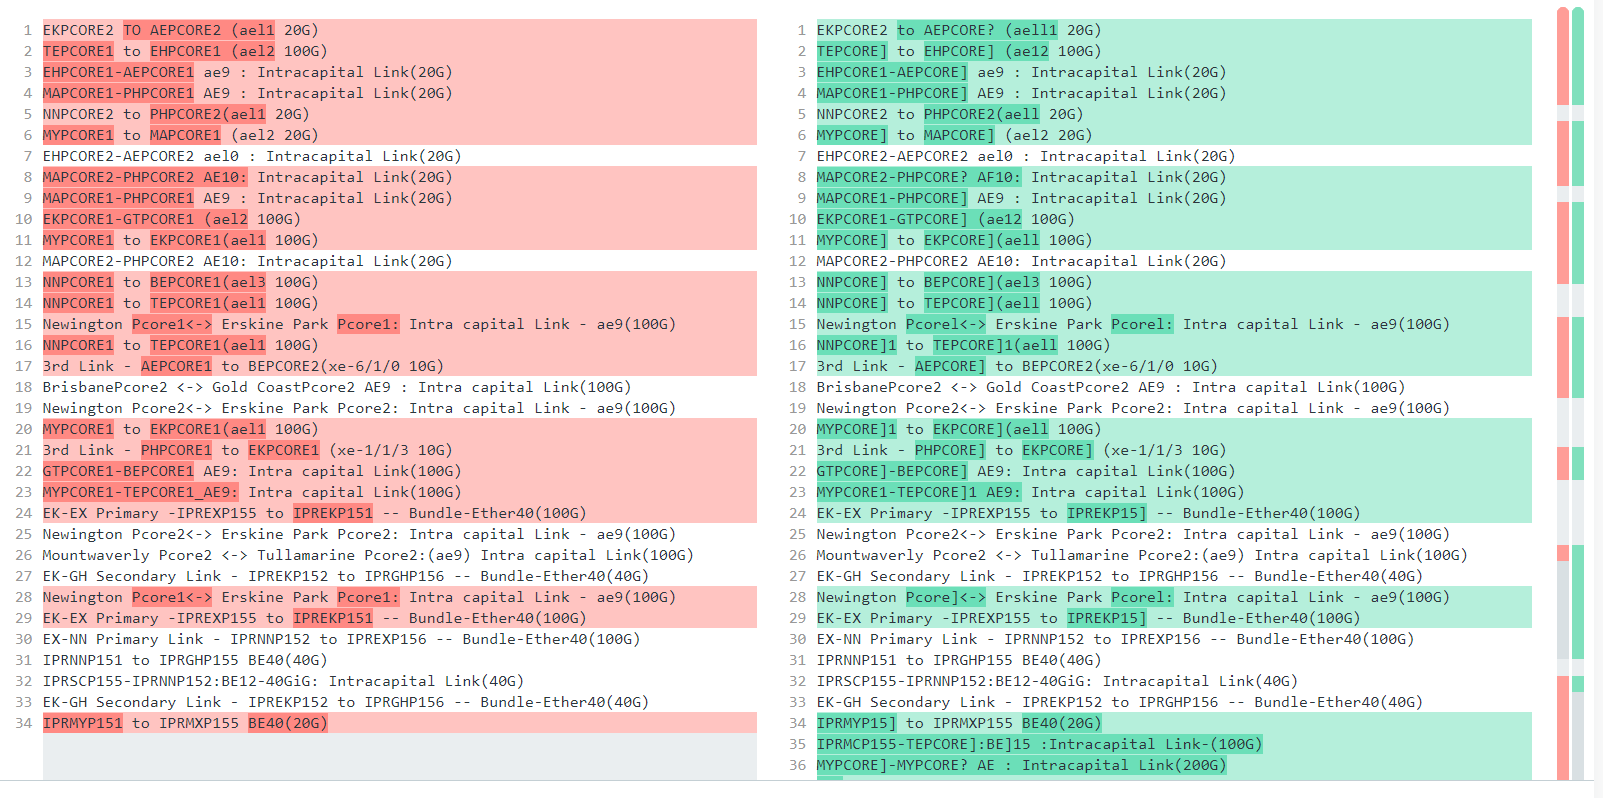 1 EKPCORE2 TO AEPCORE2 (ael1 20G)
2 TEPCORE1 to EHPCORE1 (ael2 100G)
3 EHPCORE1-AEPCORE1 ae9 : Intracapital Link(20G)
4 MAPCORE1-PHPCORE1 AE9 : Intracapital Link(20G)
5 NNPCORE2 to PHPCORE2(ael1 20G)
6 MYPCORE1 to MAPCORE1 (ael2 20G)
7 EHPCORE2-AEPCORE2 ael0 : Intracapital Link(20G)
8 MAPCORE2-PHPCORE2 AE10: Intracapital Link(20G)
9 MAPCORE1-PHPCORE1 AE9 : Intracapital Link(20G)
10 EKPCORE1-GTPCORE1 (ael2 100G)
11 MYPCORE1 to EKPCORE1(ael1 100G)
12 MAPCORE2-PHPCORE2 AE10: Intracapital Link(20G)
13 NNPCORE1 to BEPCORE1(ael3 100G)
14 NNPCORE1 to TEPCORE1(ael1 100G)
15 Newington Pcore1<-> Erskine Park Pcore1: Intra capital Link - ae9(100G)
16 NNPCORE1 to TEPCORE1(ael1 100G)
17 3rd Link - AEPCORE1 to BEPCORE2(xe-6/1/0 10G)
18 BrisbanePcore2 <-> Gold CoastPcore2 AE9 : Intra capital Link(100G)
19 Newington Pcore2<-> Erskine Park Pcore2: Intra capital Link - ae9(100G)
20 MYPCORE1 to EKPCORE1(ael1 100G)
21 3rd Link - PHPCORE1 to EKPCORE1 (xe-1/1/3 10G)
22 GTPCORE1-BEPCORE1 AE9: Intra capital Link(100G)
23 MYPCORE1-TEPCORE1_AE9: Intra capital Link(100G)
24 EK-EX Primary -IPREXP155 to IPREKP151 -- Bundle-Ether40(100G)
25 Newington Pcore2<-> Erskine Park Pcore2: Intra capital Link - ae9(100G)
26 Mountwaverly Pcore2 <-> Tullamarine Pcore2:(ae9) Intra capital Link(100G)
27 EK-GH Secondary Link - IPREKP152 to IPRGHP156 -- Bundle-Ether40(40G)
28 Newington Pcore1<-> Erskine Park Pcore1: Intra capital Link - ae9(100G)
29 EK-EX Primary -IPREXP155 to IPREKP151 -- Bundle-Ether40(100G)
30 EX-NN Primary Link - IPRNNP152 to IPREXP156 -- Bundle-Ether40(100G)
31 IPRNNP151 to IPRGHP155 BE40(40G)
32 IPRSCP155-IPRNNP152:BE12-40GiG: Intracapital Link(40G)
33 EK-GH Secondary Link - IPREKP152 to IPRGHP156 -- Bundle-Ether40(40G)
34 IPRMYP151 to IPRMXP155 BE40(20G)
1 EKPCORE2 to AEPCORE? (aell1 20G)
2 TEPCORE] to EHPCORE] (ae12 100G)
3 EHPCORE1-AEPCORE] ae9 : Intracapital Link(20G)
4 MAPCORE1-PHPCORE] AE9 : Intracapital Link(20G)
5 NNPCORE2 to PHPCORE2(aell 20G)
6 MYPCORE] to MAPCORE] (ael2 20G)
7 EHPCORE2-AEPCORE2 ael0 : Intracapital Link(20G)
8 MAPCORE2-PHPCORE? AF10: Intracapital Link(20G)
9 MAPCORE1-PHPCORE] AE9 : Intracapital Link(20G)
10 EKPCORE1-GTPCORE] (ae12 100G)
11 MYPCORE] to EKPCORE](aell 100G)
12 MAPCORE2-PHPCORE2 AE10: Intracapital Link(20G)
13 NNPCORE] to BEPCORE](ael3 100G)
14 NNPCORE] to TEPCORE](aell 100G)
15 Newington Pcorel<-> Erskine Park Pcorel: Intra capital Link - ae9(100G)
16 NNPCORE]1 to TEPCORE]1(aell 100G)
17 3rd Link - AEPCORE] to BEPCORE2(xe-6/1/0 10G)
18 BrisbanePcore2 <-> Gold CoastPcore2 AE9 : Intra capital Link(100G)
19 Newington Pcore2<-> Erskine Park Pcore2: Intra capital Link - ae9(100G)
20 MYPCORE]1 to EKPCORE](aell 100G)
21 3rd Link - PHPCORE] to EKPCORE] (xe-1/1/3 10G)
22 GTPCORE]-BEPCORE] AE9: Intra capital Link(100G)
23 MYPCORE1-TEPCORE]1 AE9: Intra capital Link(100G)
24 EK-EX Primary -IPREXP155 to IPREKP15] -- Bundle-Ether40(100G)
25 Newington Pcore2<-> Erskine Park Pcore2: Intra capital Link - ae9(100G)
26 Mountwaverly Pcore2 <-> Tullamarine Pcore2:(ae9) Intra capital Link(100G)
27 EK-GH Secondary Link - IPREKP152 to IPRGHP156 -- Bundle-Ether40(40G)
28 Newington Pcore]<-> Erskine Park Pcorel: Intra capital Link - ae9(100G)
29 EK-EX Primary -IPREXP155 to IPREKP15] -- Bundle-Ether40(100G)
30 EX-NN Primary Link - IPRNNP152 to IPREXP156 -- Bundle-Ether40(100G)
31 IPRNNP151 to IPRGHP155 BE40(40G)
32 IPRSCP155-IPRNNP152:BE12-40GiG: Intracapital Link(40G)
33 EK-GH Secondary Link - IPREKP152 to IPRGHP156 -- Bundle-Ether40(40G)
34 IPRMYP15] to IPRMXP155 BE40(20G)
35 IPRMCP155-TEPCORE]:BE]15 :Intracapital Link-(100G)
36 MYPCORE]-MYPCORE? AE : Intracapital Link(200G)